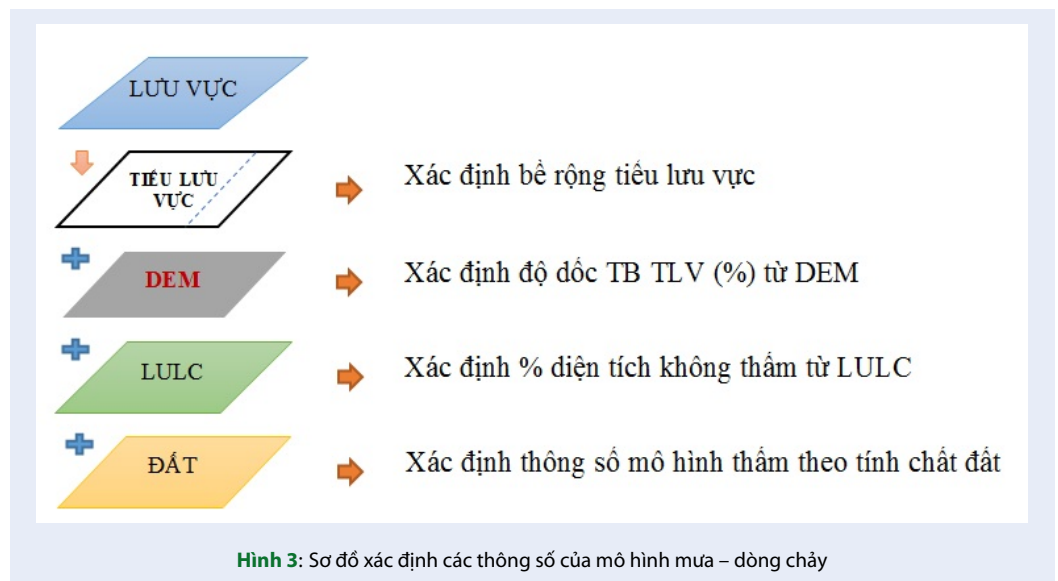 LƯU VỰC
TIỂU LƯU
VỰC
Xác định bề rộng tiểu lưu vực
DEM
Xác định độ dốc TB TLV (%) từ DEM
LULC
Xác định % diện tích không thấm từ LULC
ĐẤT
Xác định thông số mô hình thấm theo tính chất đất
Hình 3: Sơ đồ xác định các thông số của mô hình mưa – dòng chảy